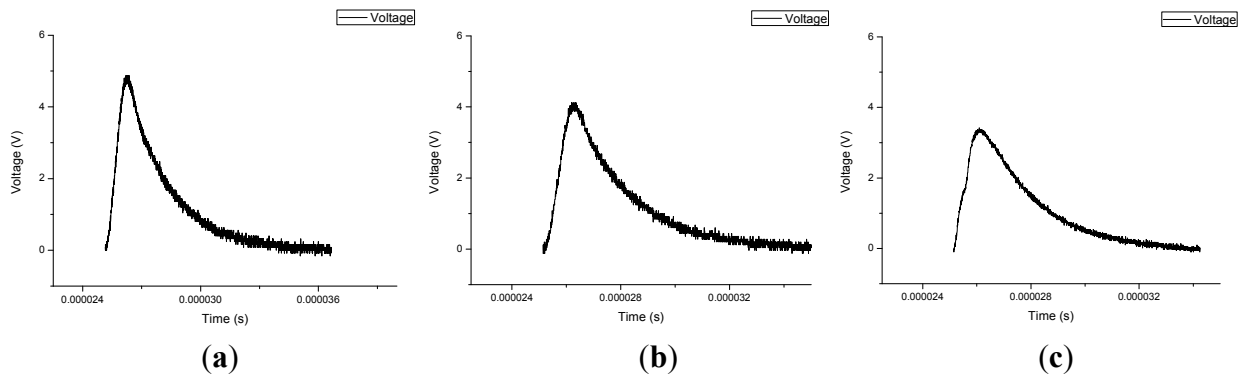 Voltage
6
4
2
0
Voltage (V)
0.000024
0.000030
0.000036
Time (s)
(a)
Voltage
6
4
2
0
Voltage (V)
0.000024
0.000028
0.000032
Time (s)
(b)
Voltage
6
4
2
0
Voltage (V)
0.000024
0.000028
0.000032
Time (s)
(c)